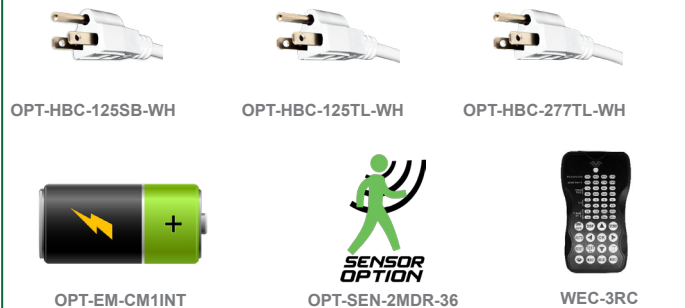 OPT-HBC-125SB-WH
OPT-HBC-125TL-WH
OPT-HBC-277TL-WH
+
SENSOR
OPTION
OPT-EM-CM1INT
OPT-SEN-2MDR-36
WEC-3RC